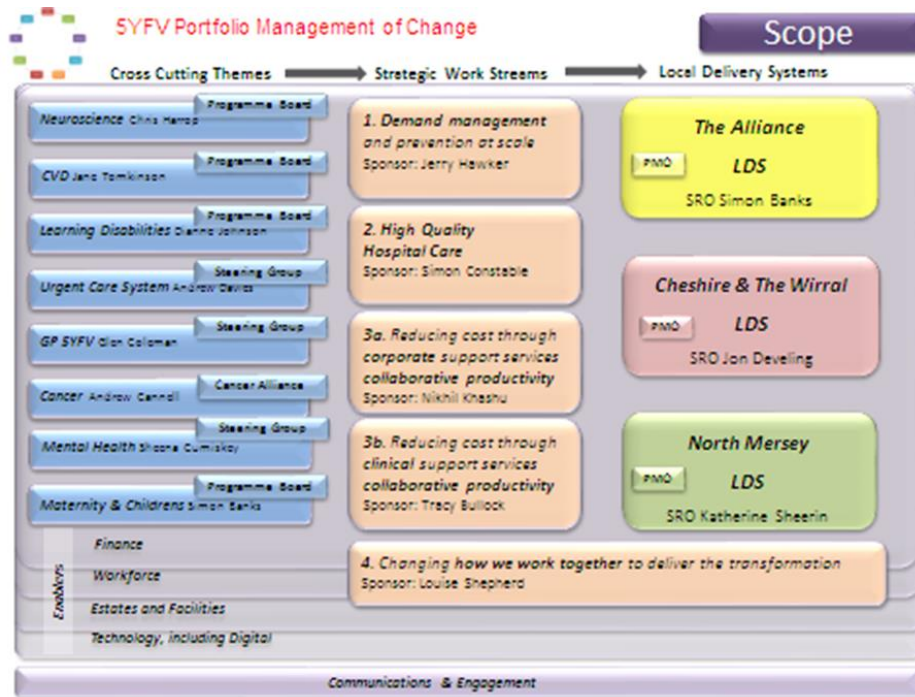 5YFV Portfolio Management of Change
Scope
Cross Cutting Themes
Strategic Work Streams
Local Delivery Systems
Programme Board
Neuroscience Chris Harrop
Programme Board
CVD Jane Tomkinson
Programme Board
Learning Disabilities Dianne Johnson
Steering Group
Urgent Care System Andrew Davies
Steering Group
GP 5YFV Glen Coleman
Cancer Alliance
Cancer Andrew Cannell
Steering Group
Mental Health Sheena Cumiskey
Programme Board
Maternity & Childrens Simon Banks
1. Demand management
and prevention at scale
Sponsor: Jerry Hawker
2. High Quality
Hospital Care
Sponsor: Simon Constable
3a. Reducing cost through
corporate support services
collaborative productivity
Sponsor: Nikhil Khashu
3b. Reducing cost through
clinical support services
collaborative productivity
Sponsor: Tracy Bullock
The Alliance
PMO
LDS
SRO Simon Banks
Cheshire & The Wirral
PMO
LDS
SRO Jon Develing
North Mersey
PMO
LDS
SRO Katherine Sheerin
4. Changing how we work together to deliver the transformation
Sponsor: Louise Shepherd
Enablers
Finance
Workforce
Estates and Facilities
Technology, including Digital
Communications & Engagement